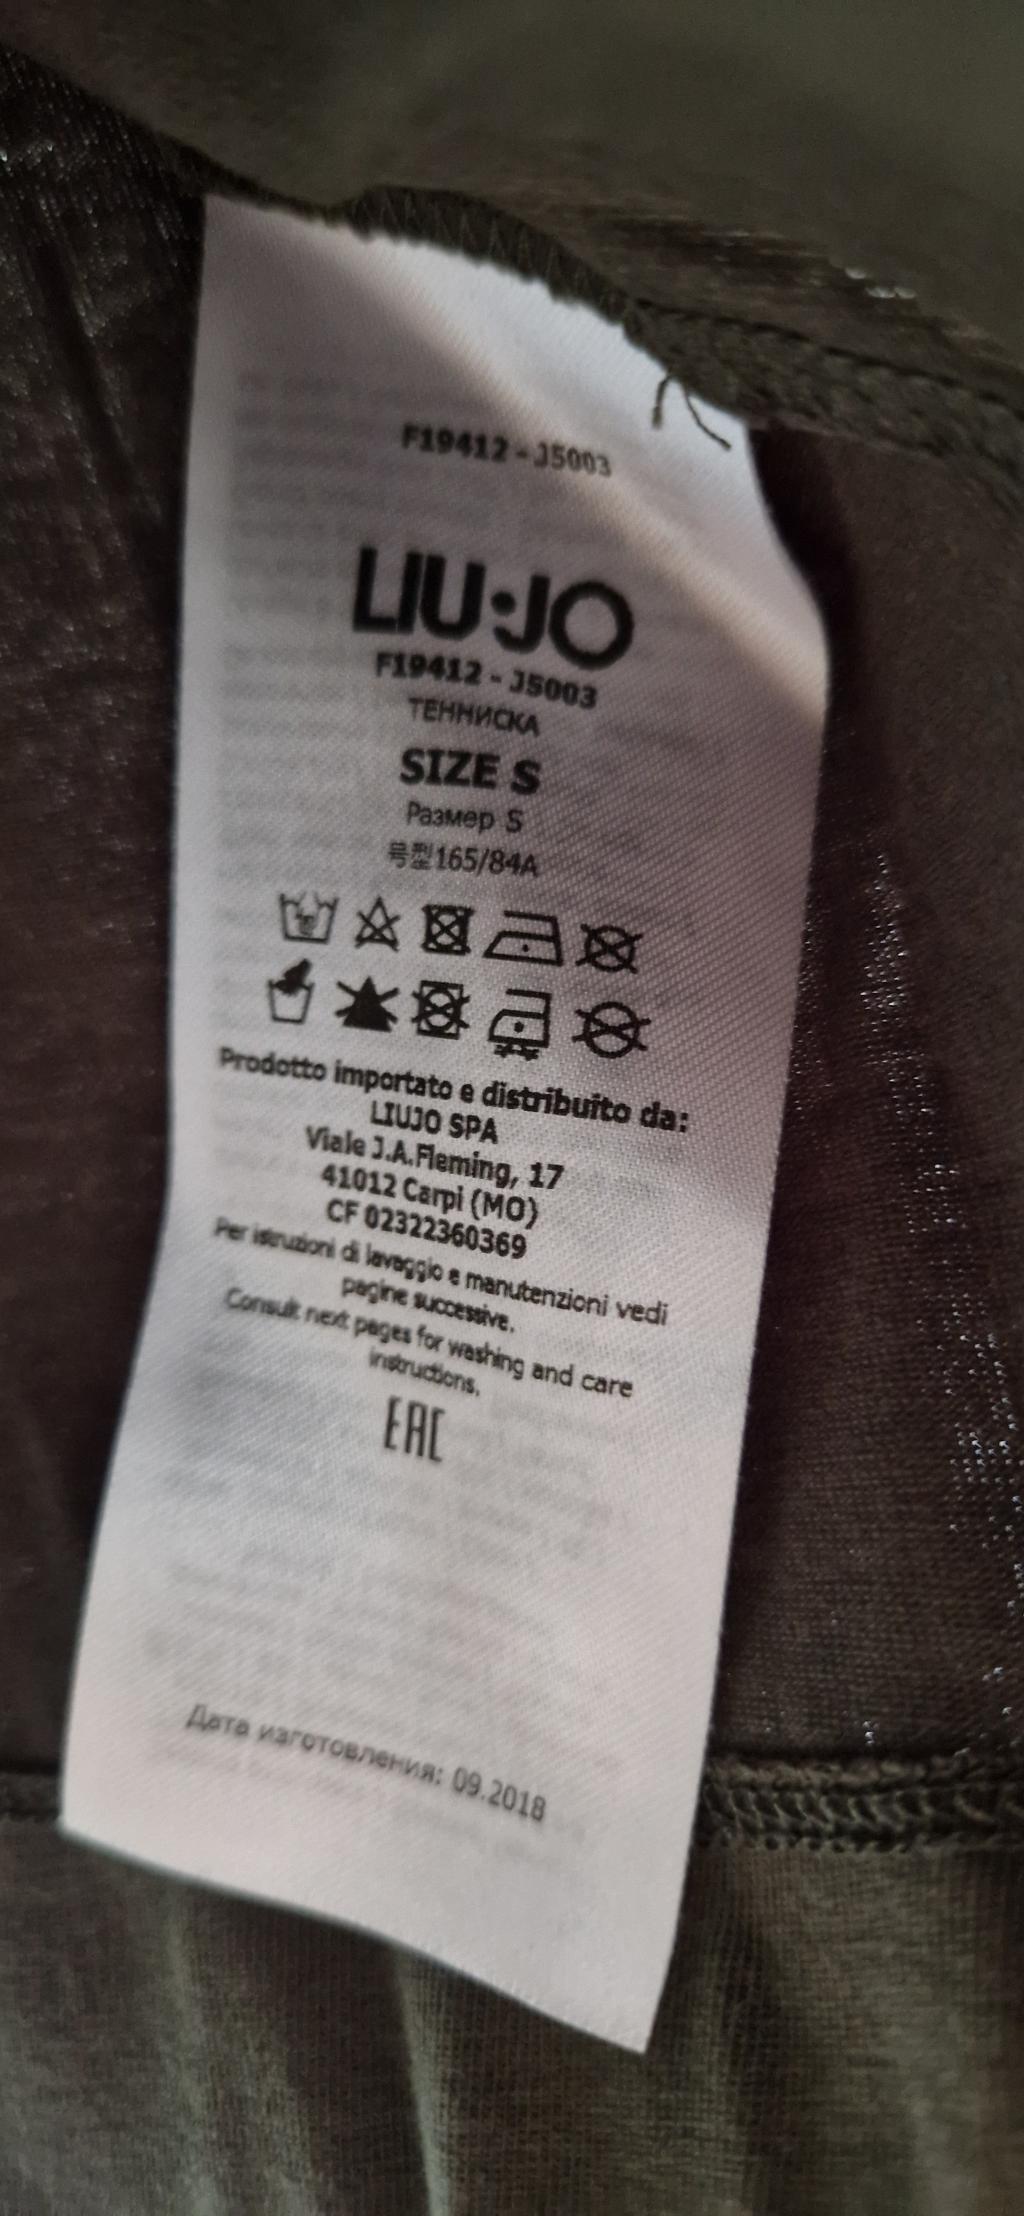 F19412 - J5003
LIU·JO
F19412 - J5003
ТЕННИСКА
SIZE S
Размер S
号型165/84A
Prodotto importato e distribuito da:
LIUJO SPA
Viale J.A.Fleming, 17
41012 Carpi (MO)
CF 02322360369
Per istruzioni di lavaggio e manutenzioni vedi
pagine successive.
Consult next pages for washing and care
instructions.
EAC
Дата изготовления: 09.2018